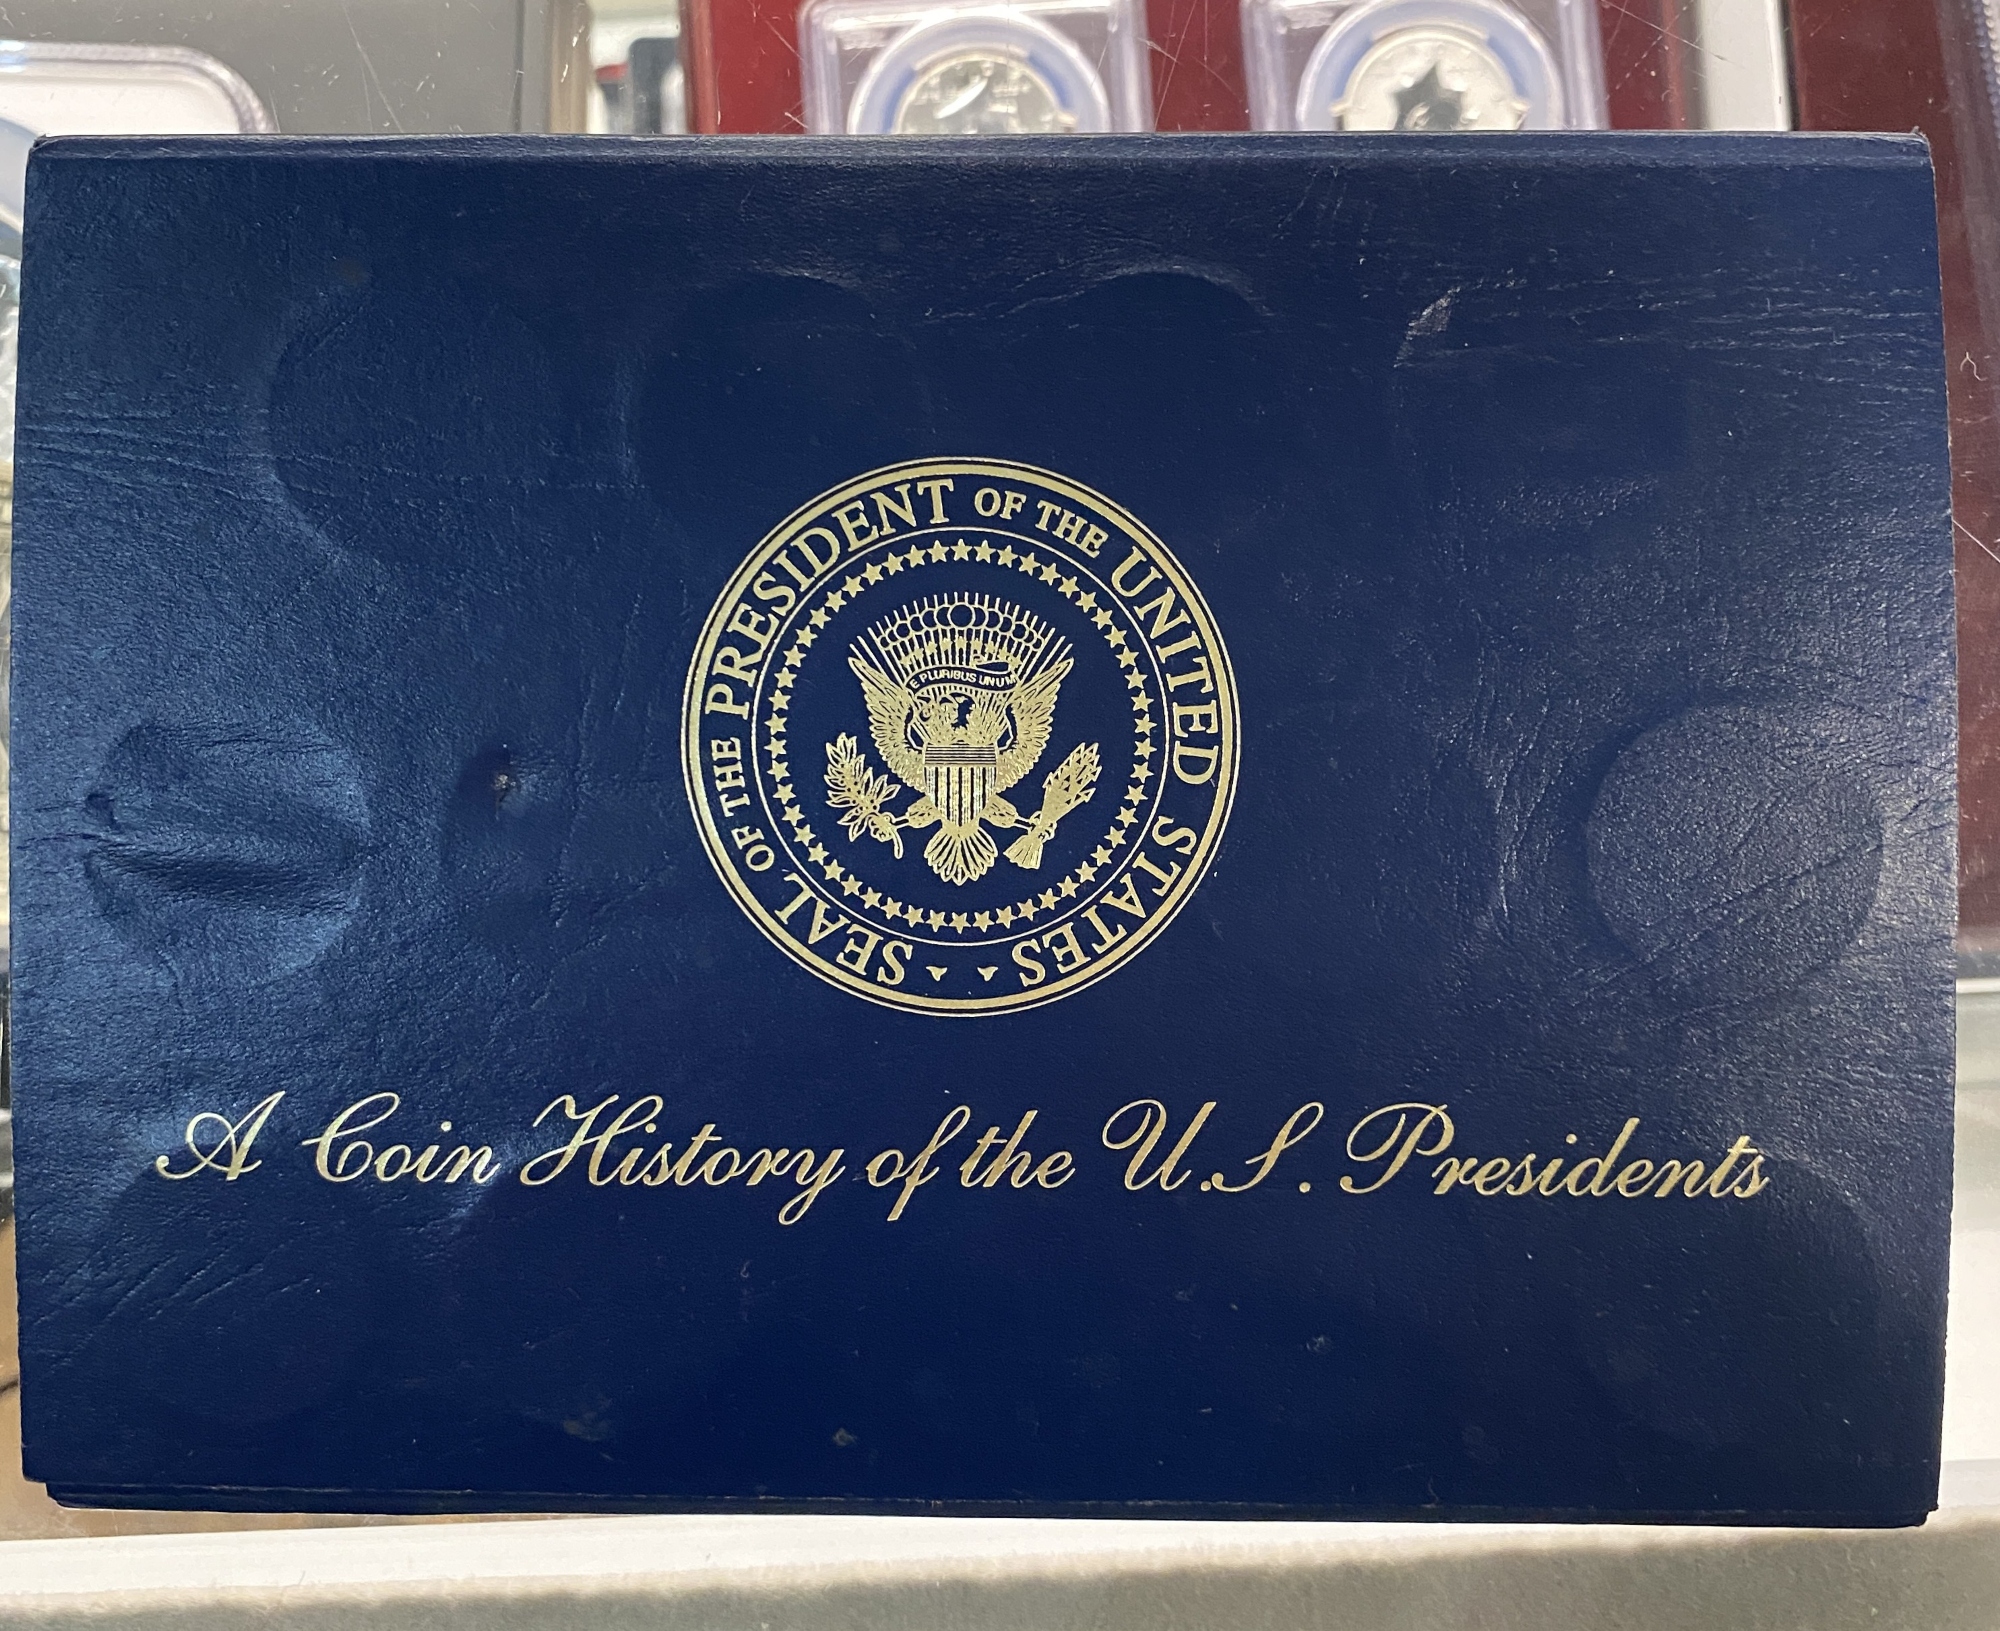 SEAL OF THE PRESIDENT OF THE UNITED STATES
E PLURIBUS UNUM
A Coin History of the U.S. Presidents